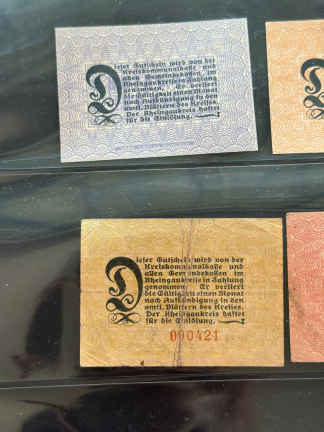 Dieser Gutschein wird von der
Kreiskommunalkasse und
allen Gemeindekassen im
Rheingaukreise in Zahlung
genommen. Er verliert
die Gültigkeit einen Monat
nach Aufkündigung in den
amtl. Blättern des Kreises.
Der Rheingaukreis haftet
für die Einlösung.
Dieser Gutschein wird von der
Kreiskommunalkasse und
allen Gemeindekassen im
Rheingaukreise in Zahlung
genommen. Er verliert
die Gültigkeit einen Monat
nach Aufkündigung in den
amtl. Blättern des Kreises.
Der Rheingaukreis haftet
für die Einlösung.
090421